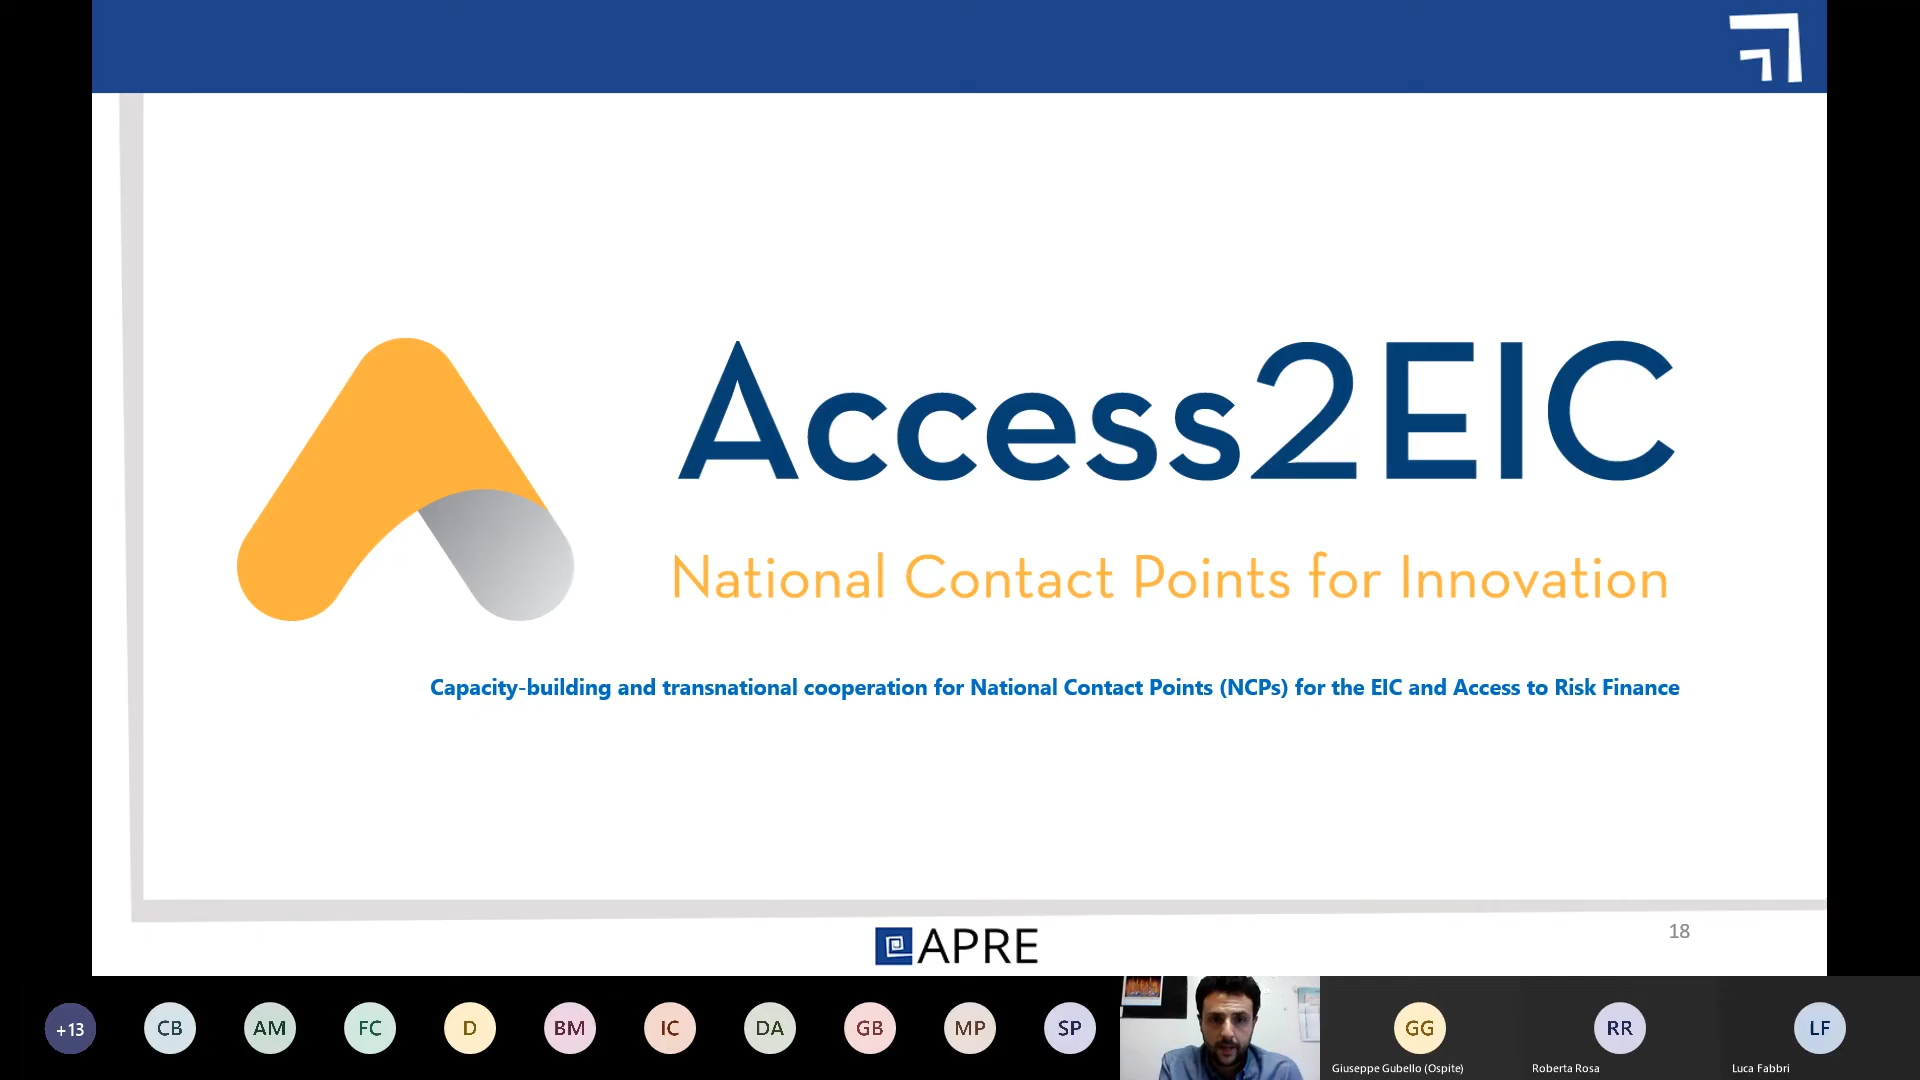 Access2EIC
National Contact Points for Innovation
Capacity-building and transnational cooperation for National Contact Points (NCPs) for the EIC and Access to Risk Finance
18
APRE
+13
CB
AM
FC
D
BM
IC
DA
GB
MP
SP
GG
RR
LF
Giuseppe Gubello (Ospite)
Roberta Rosa
Luca Fabbri